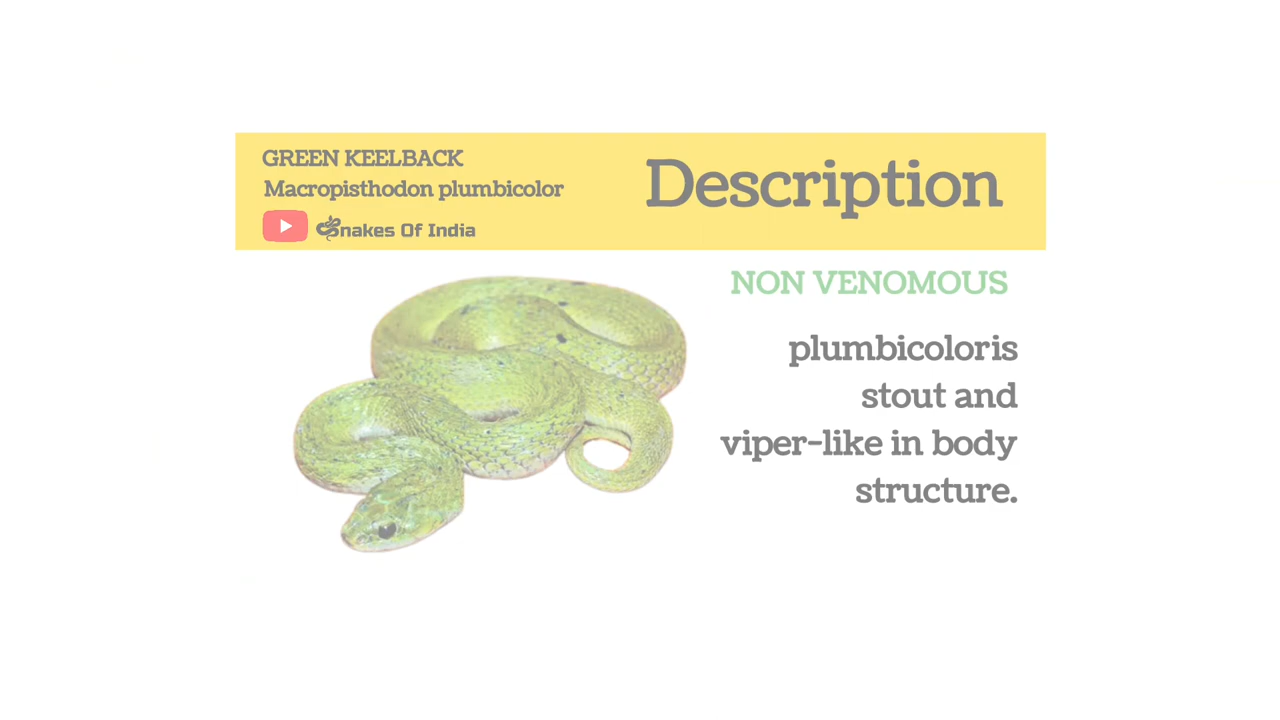 GREEN KEELBACK
Macropisthodon plumbicolor
Snakes Of India
Description
NON VENOMOUS
plumbicoloris
stout and
viper-like in body
structure.